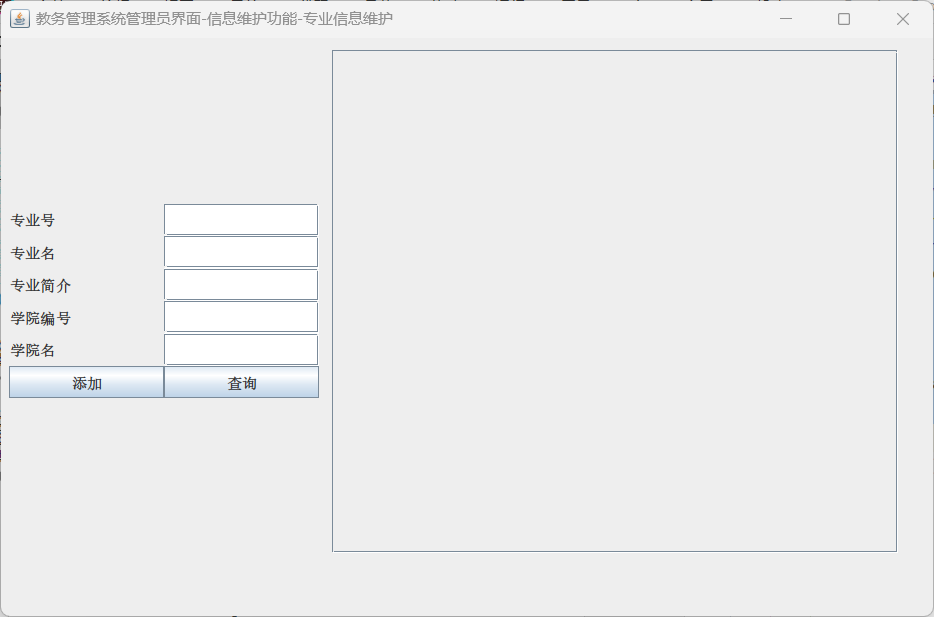 教务管理系统管理员界面-信息维护功能-专业信息维护
专业号
专业名
专业简介
学院编号
学院名
添加 查询